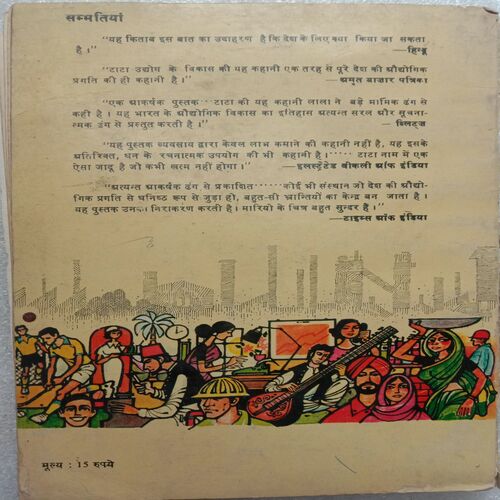 सम्मतियां
"यह किताब इस बात का उदाहरण है कि देश के लिए क्या किया जा सकता
है।"
—हिन्दू
"टाटा उद्योग के विकास की यह कहानी एक तरह से पूरे देश की औद्योगिक
प्रगति की ही कहानी है।"
—अमृत बाज़ार पत्रिका
"एक आकर्षक पुस्तक···टाटा की यह कहानी लाला ने बड़े मार्मिक ढंग से
कही है। यह भारत के औद्योगिक विकास का इतिहास अत्यन्त सरल और सूचना-
त्मक ढंग से प्रस्तुत करती है।"
—ब्लिट्ज़
"यह पुस्तक व्यवसाय द्वारा केवल लाभ कमाने की कहानी नहीं है, यह इसके
अतिरिक्त, धन के रचनात्मक उपयोग की भी कहानी है।···· टाटा नाम में एक
ऐसा जादू है जो कभी खत्म नहीं होगा।"
—इलस्ट्रेटेड वीकली ऑफ इंडिया
"अत्यन्त आकर्षक ढंग से प्रकाशित·····कोई भी संस्थान जो देश की औद्यो-
गिक प्रगति से घनिष्ठ रूप से जुड़ा हो, बहुत-सी भ्रान्तियों का केन्द्र बन जाता है।
यह पुस्तक उनका निराकरण करती है। मारियो के चित्र बहुत सुन्दर हैं।"
—टाइम्स ऑफ इंडिया
मूल्य : 15 रुपये